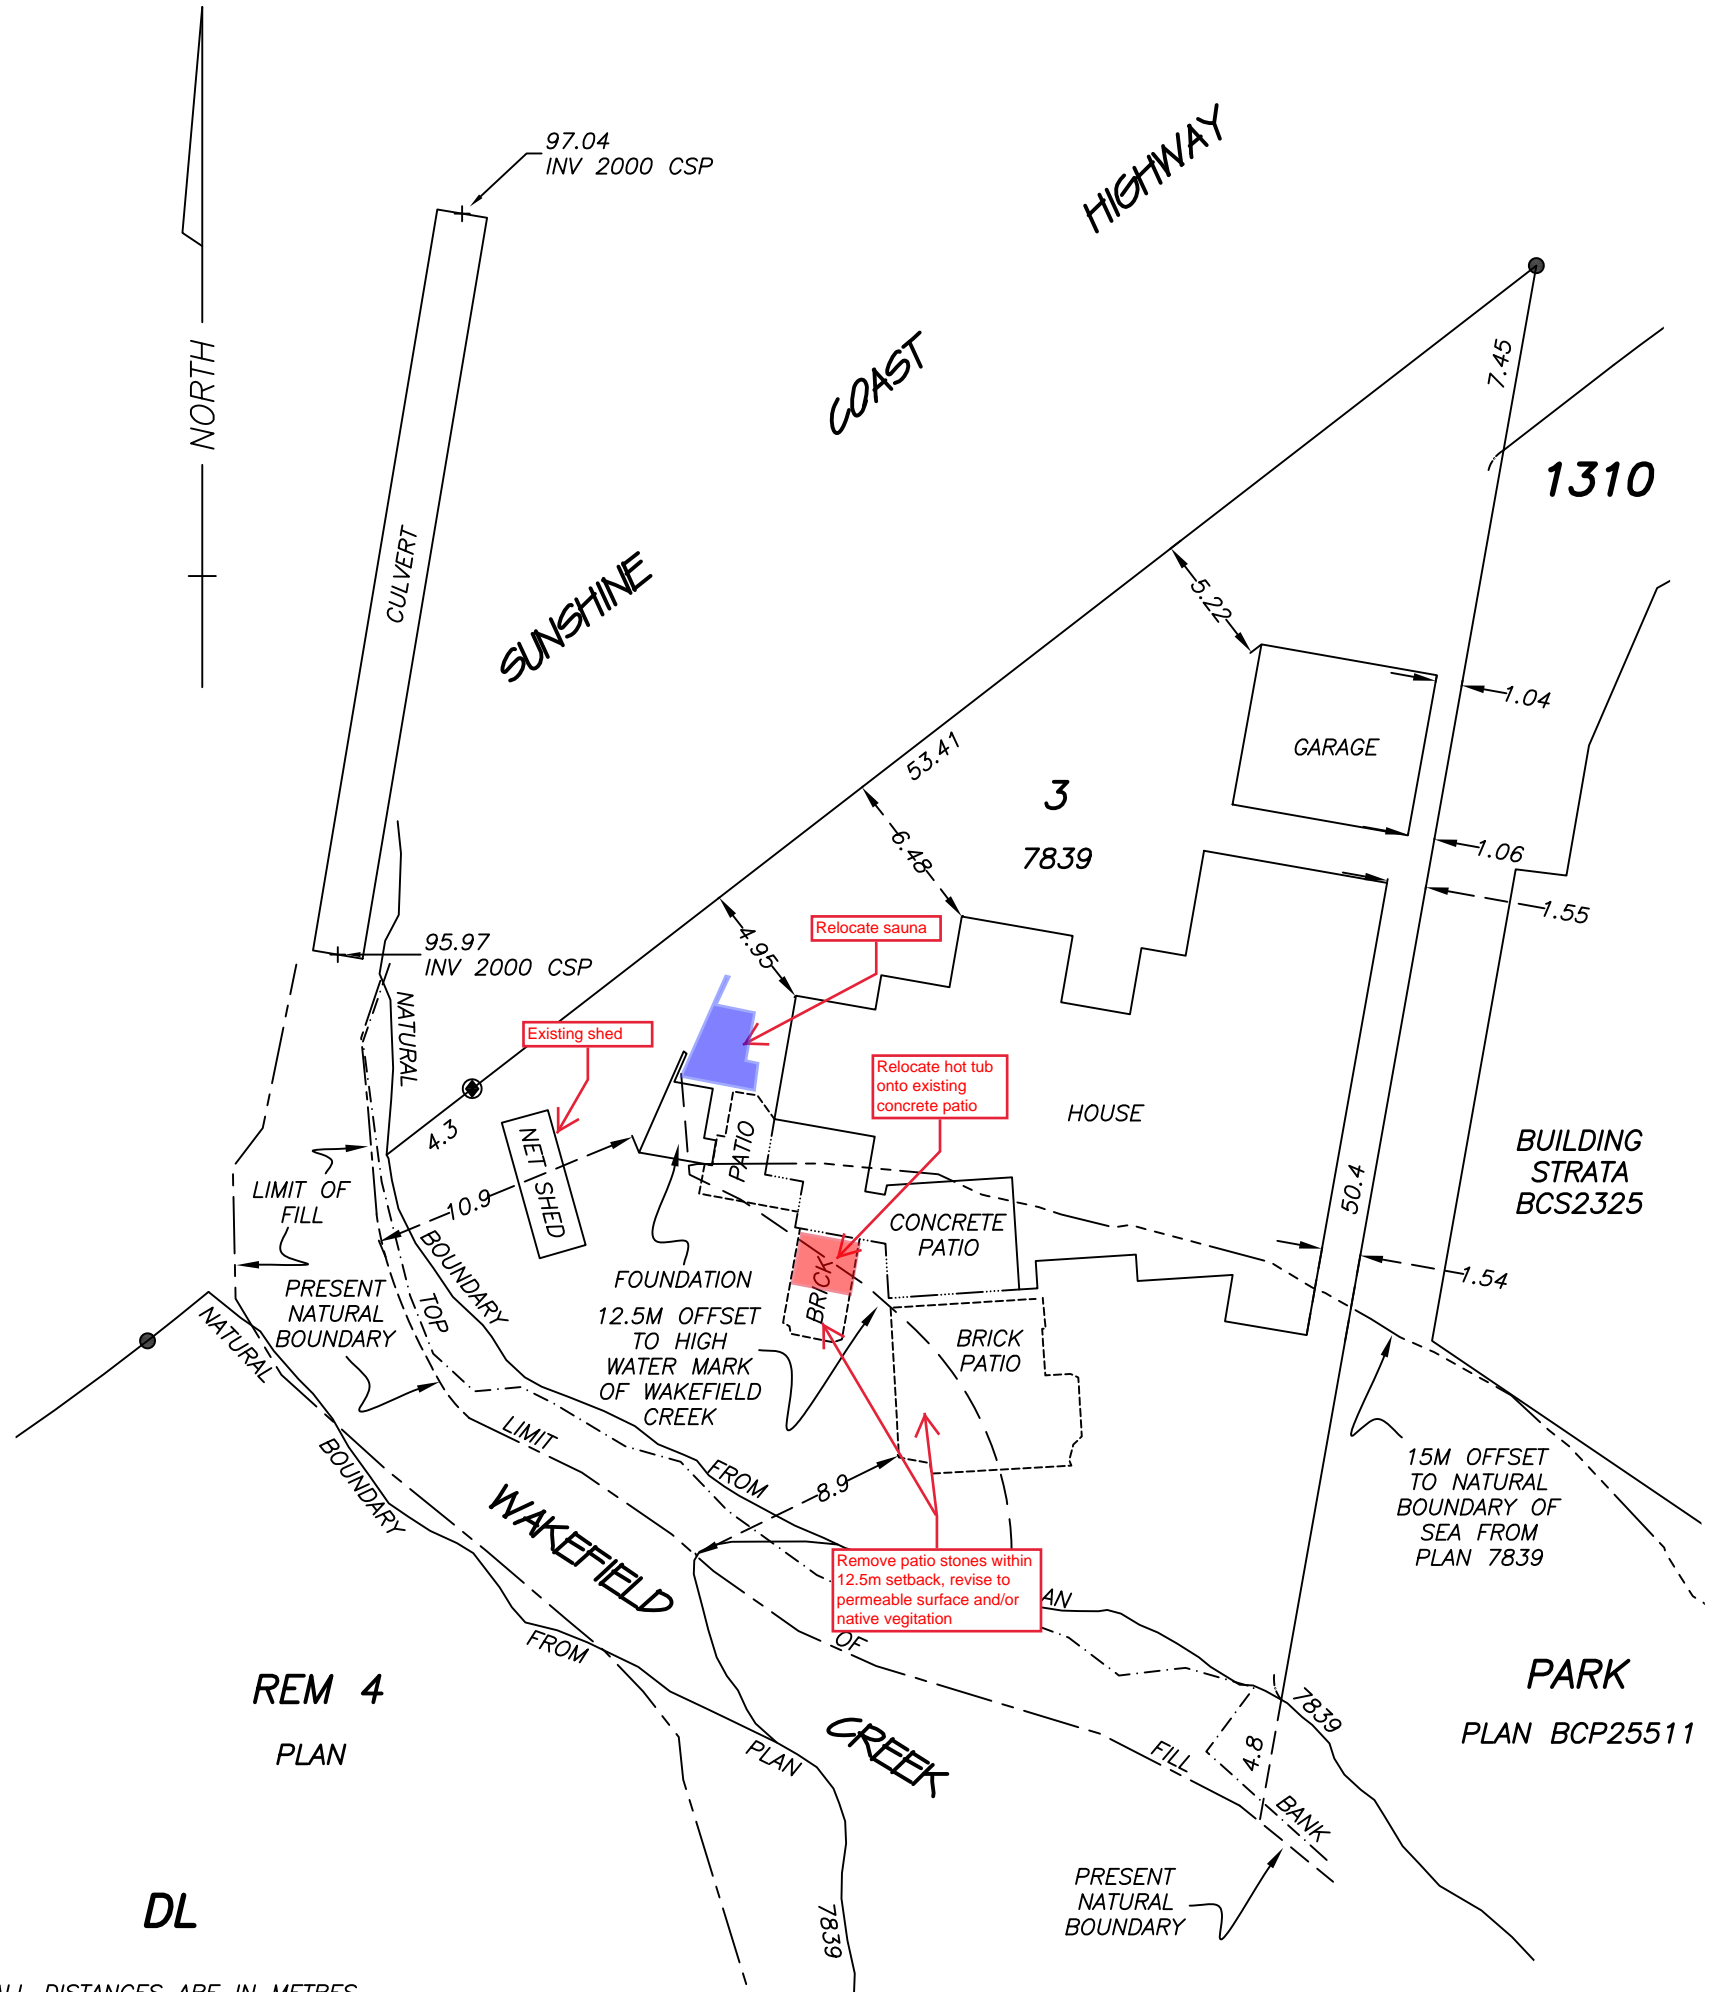 97.04
INV 2000 CSP
HIGHWAY
NORTH
COAST
7.45
1310
CULVERT
SUNSHINE
5.22
1.04
GARAGE
53.41
3
7839
6.48
1.06
1.55
4.95
Relocate sauna
95.97
INV 2000 CSP
NATURAL
Existing shed
Relocate hot tub
onto existing
concrete patio
HOUSE
4.3
NET SHED
PATIO
BUILDING
STRATA
BCS2325
LIMIT OF
FILL
10.9
50.4
CONCRETE
PATIO
BOUNDARY
FOUNDATION
BRICK
1.54
PRESENT
NATURAL
BOUNDARY
TOP
NATURAL
12.5M OFFSET
TO HIGH
WATER MARK
OF WAKEFIELD
CREEK
BRICK
PATIO
LIMIT
BOUNDARY
FROM
8.9
15M OFFSET
TO NATURAL
BOUNDARY OF
SEA FROM
PLAN 7839
WAKEFIELD
Remove patio stones within
12.5m setback, revise to
permeable surface and/or
native vegitation
AN
OF
FROM
REM 4
PLAN
PARK
PLAN BCP25511
7839
CREEK
PLAN
FILL
4.8
BANK
PRESENT
NATURAL
BOUNDARY
DL
7839
ALL DISTANCES ARE IN METRES